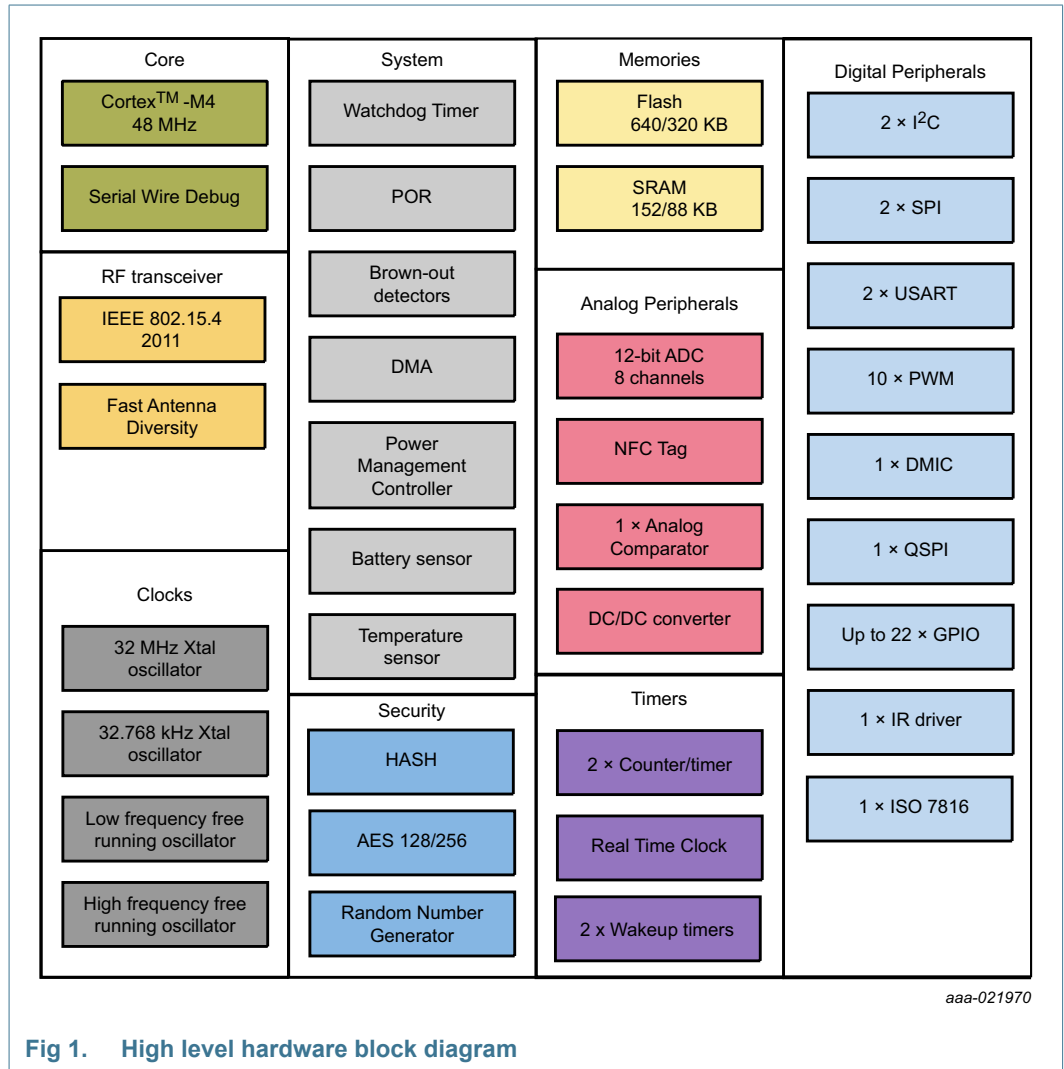 Core
Cortex™ -M4
48 MHz
Serial Wire Debug
RF transceiver
IEEE 802.15.4
2011
Fast Antenna
Diversity
Clocks
32 MHz Xtal
oscillator
32.768 kHz Xtal
oscillator
Low frequency free
running oscillator
High frequency free
running oscillator
System
Watchdog Timer
POR
Brown-out
detectors
DMA
Power
Management
Controller
Battery sensor
Temperature
sensor
Security
HASH
AES 128/256
Random Number
Generator
Memories
Flash
640/320 KB
SRAM
152/88 KB
Analog Peripherals
12-bit ADC
8 channels
NFC Tag
1 × Analog
Comparator
DC/DC converter
Timers
2 × Counter/timer
Real Time Clock
2 x Wakeup timers
Digital Peripherals
2 × I²C
2 × SPI
2 × USART
10 × PWM
1 × DMIC
1 × QSPI
Up to 22 × GPIO
1 × IR driver
1 × ISO 7816
aaa-021970
Fig 1. High level hardware block diagram